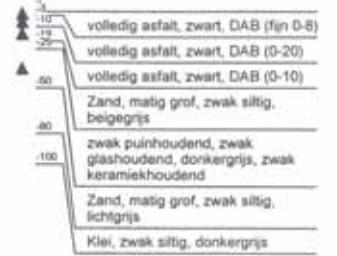 -10
volledig asfalt, zwart, DAB (fijn 0-8)
volledig asfalt, zwart, DAB (0-20)
volledig asfalt, zwart, DAB (0-10)
-50
Zand, matig grof, zwak siltig,
beigegrijs
-80
zwak puinhoudend, zwak
glashoudend, donkergrijs, zwak
keramiekhoudend
-100
Zand, matig grof, zwak siltig,
lichtgrijs
Klei, zwak siltig, donkergrijs